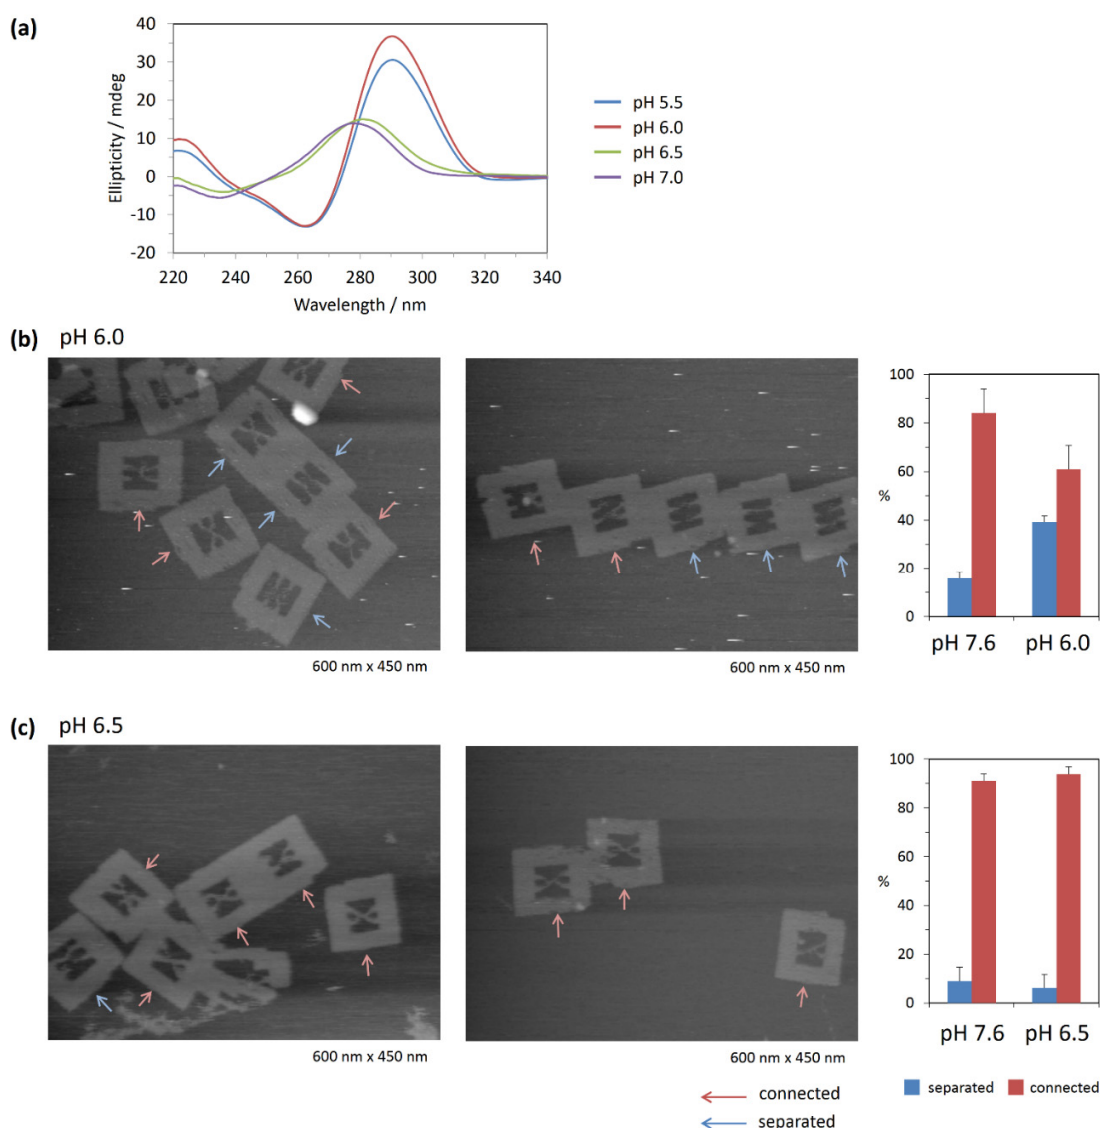 (a)
40
30
20
10
0
-10
-20
Ellipticity / mdeg
220 240 260 280 300 320 340
Wavelength / nm
pH 5.5
pH 6.0
pH 6.5
pH 7.0
(b) pH 6.0
600 nm x 450 nm
600 nm x 450 nm
100
80
60
%
40
20
0
pH 7.6 pH 6.0
(c) pH 6.5
600 nm x 450 nm
600 nm x 450 nm
100
80
60
%
40
20
0
pH 7.6 pH 6.5
connected
separated
separated connected